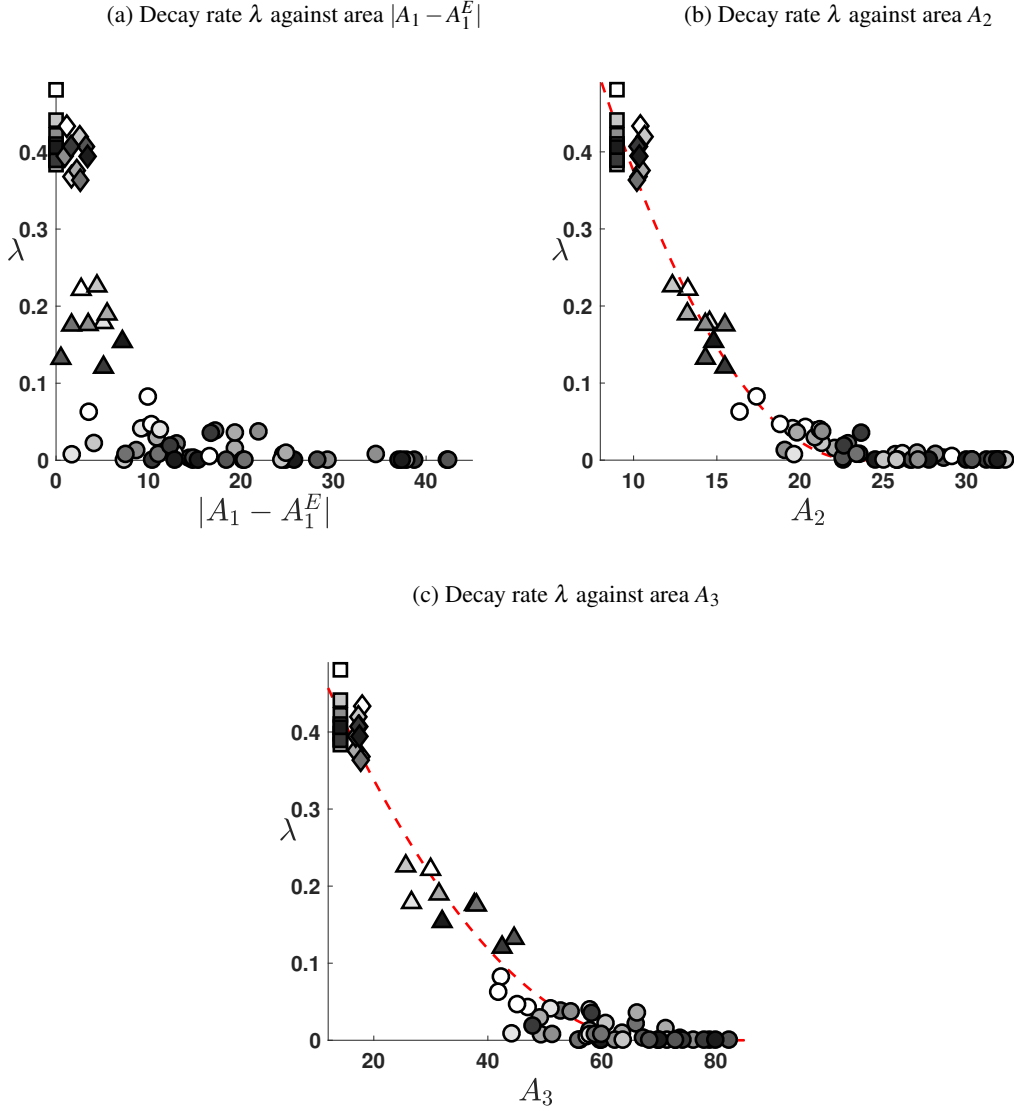 (a) Decay rate λ against area |A₁ − A₁ᴱ|
0.4
0.3
λ
0.2
0.1
0
0 10 20 30 40
|A₁ − A₁ᴱ|
(b) Decay rate λ against area A₂
0.4
0.3
λ
0.2
0.1
0
10 15 20 25 30
A₂
(c) Decay rate λ against area A₃
0.4
0.3
λ
0.2
0.1
0
20 40 60 80
A₃